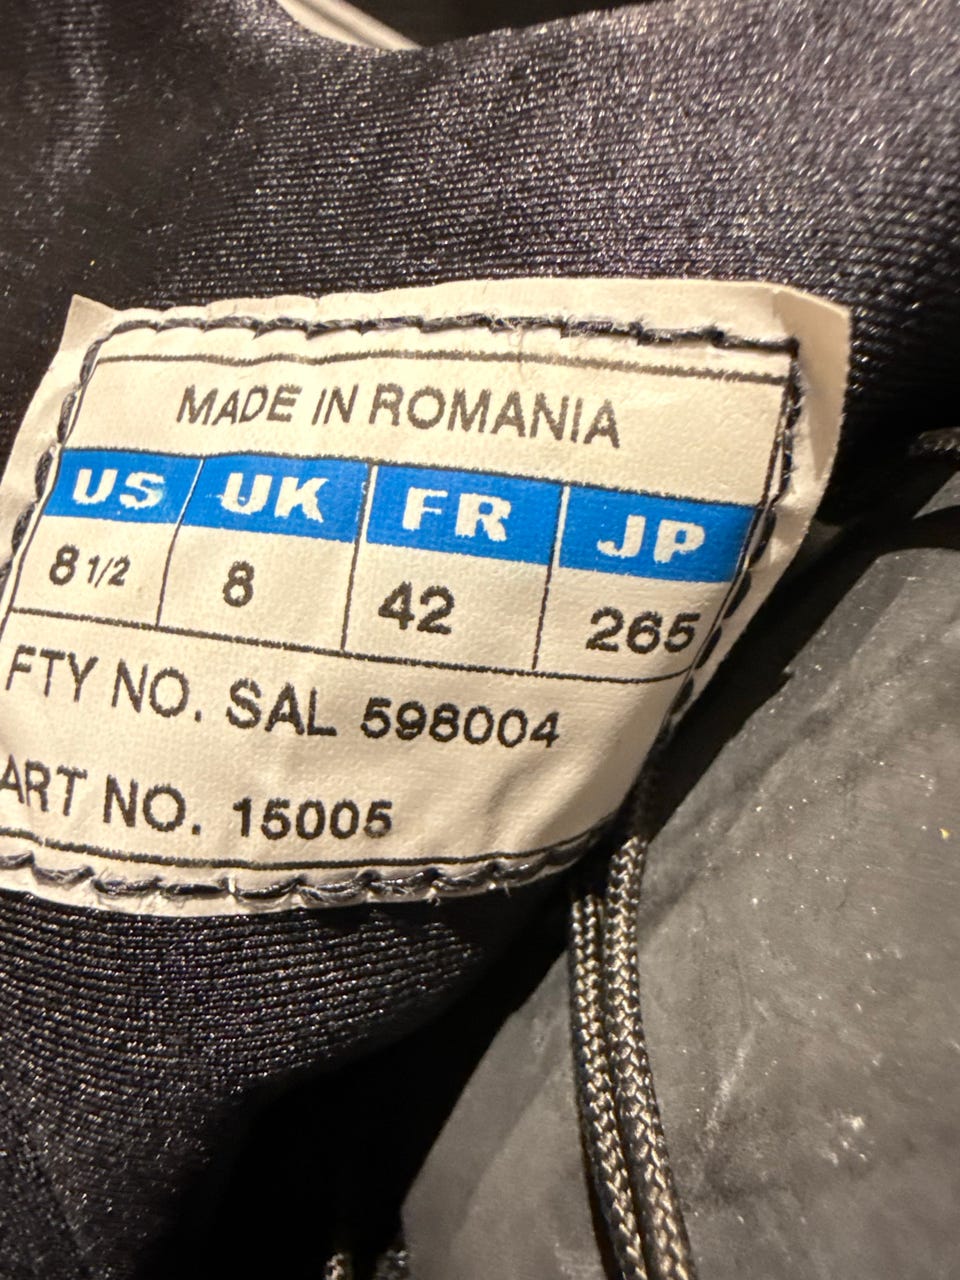 MADE IN ROMANIA
US UK FR JP
8 1/2 8 42 265
FTY NO. SAL 598004
ART NO. 15005